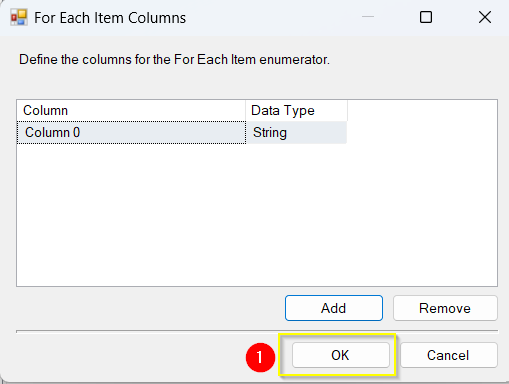 For Each Item Columns
Define the columns for the For Each Item enumerator.
Column Data Type
Column 0 String
Add Remove
1 OK Cancel